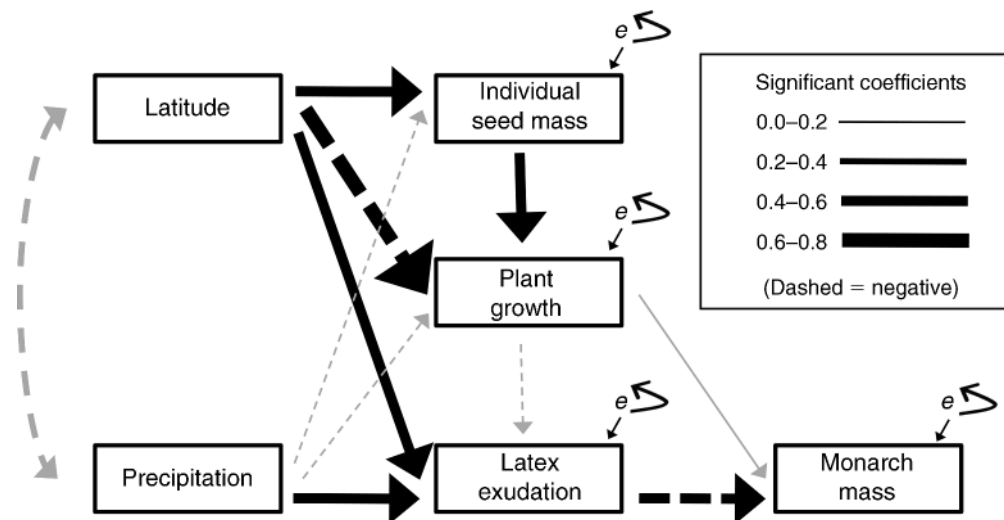 e
Latitude
Individual
seed mass
Significant coefficients
0.0–0.2
0.2–0.4
0.4–0.6
0.6–0.8
(Dashed = negative)
e
Plant
growth
e
e
Precipitation
Latex
exudation
Monarch
mass